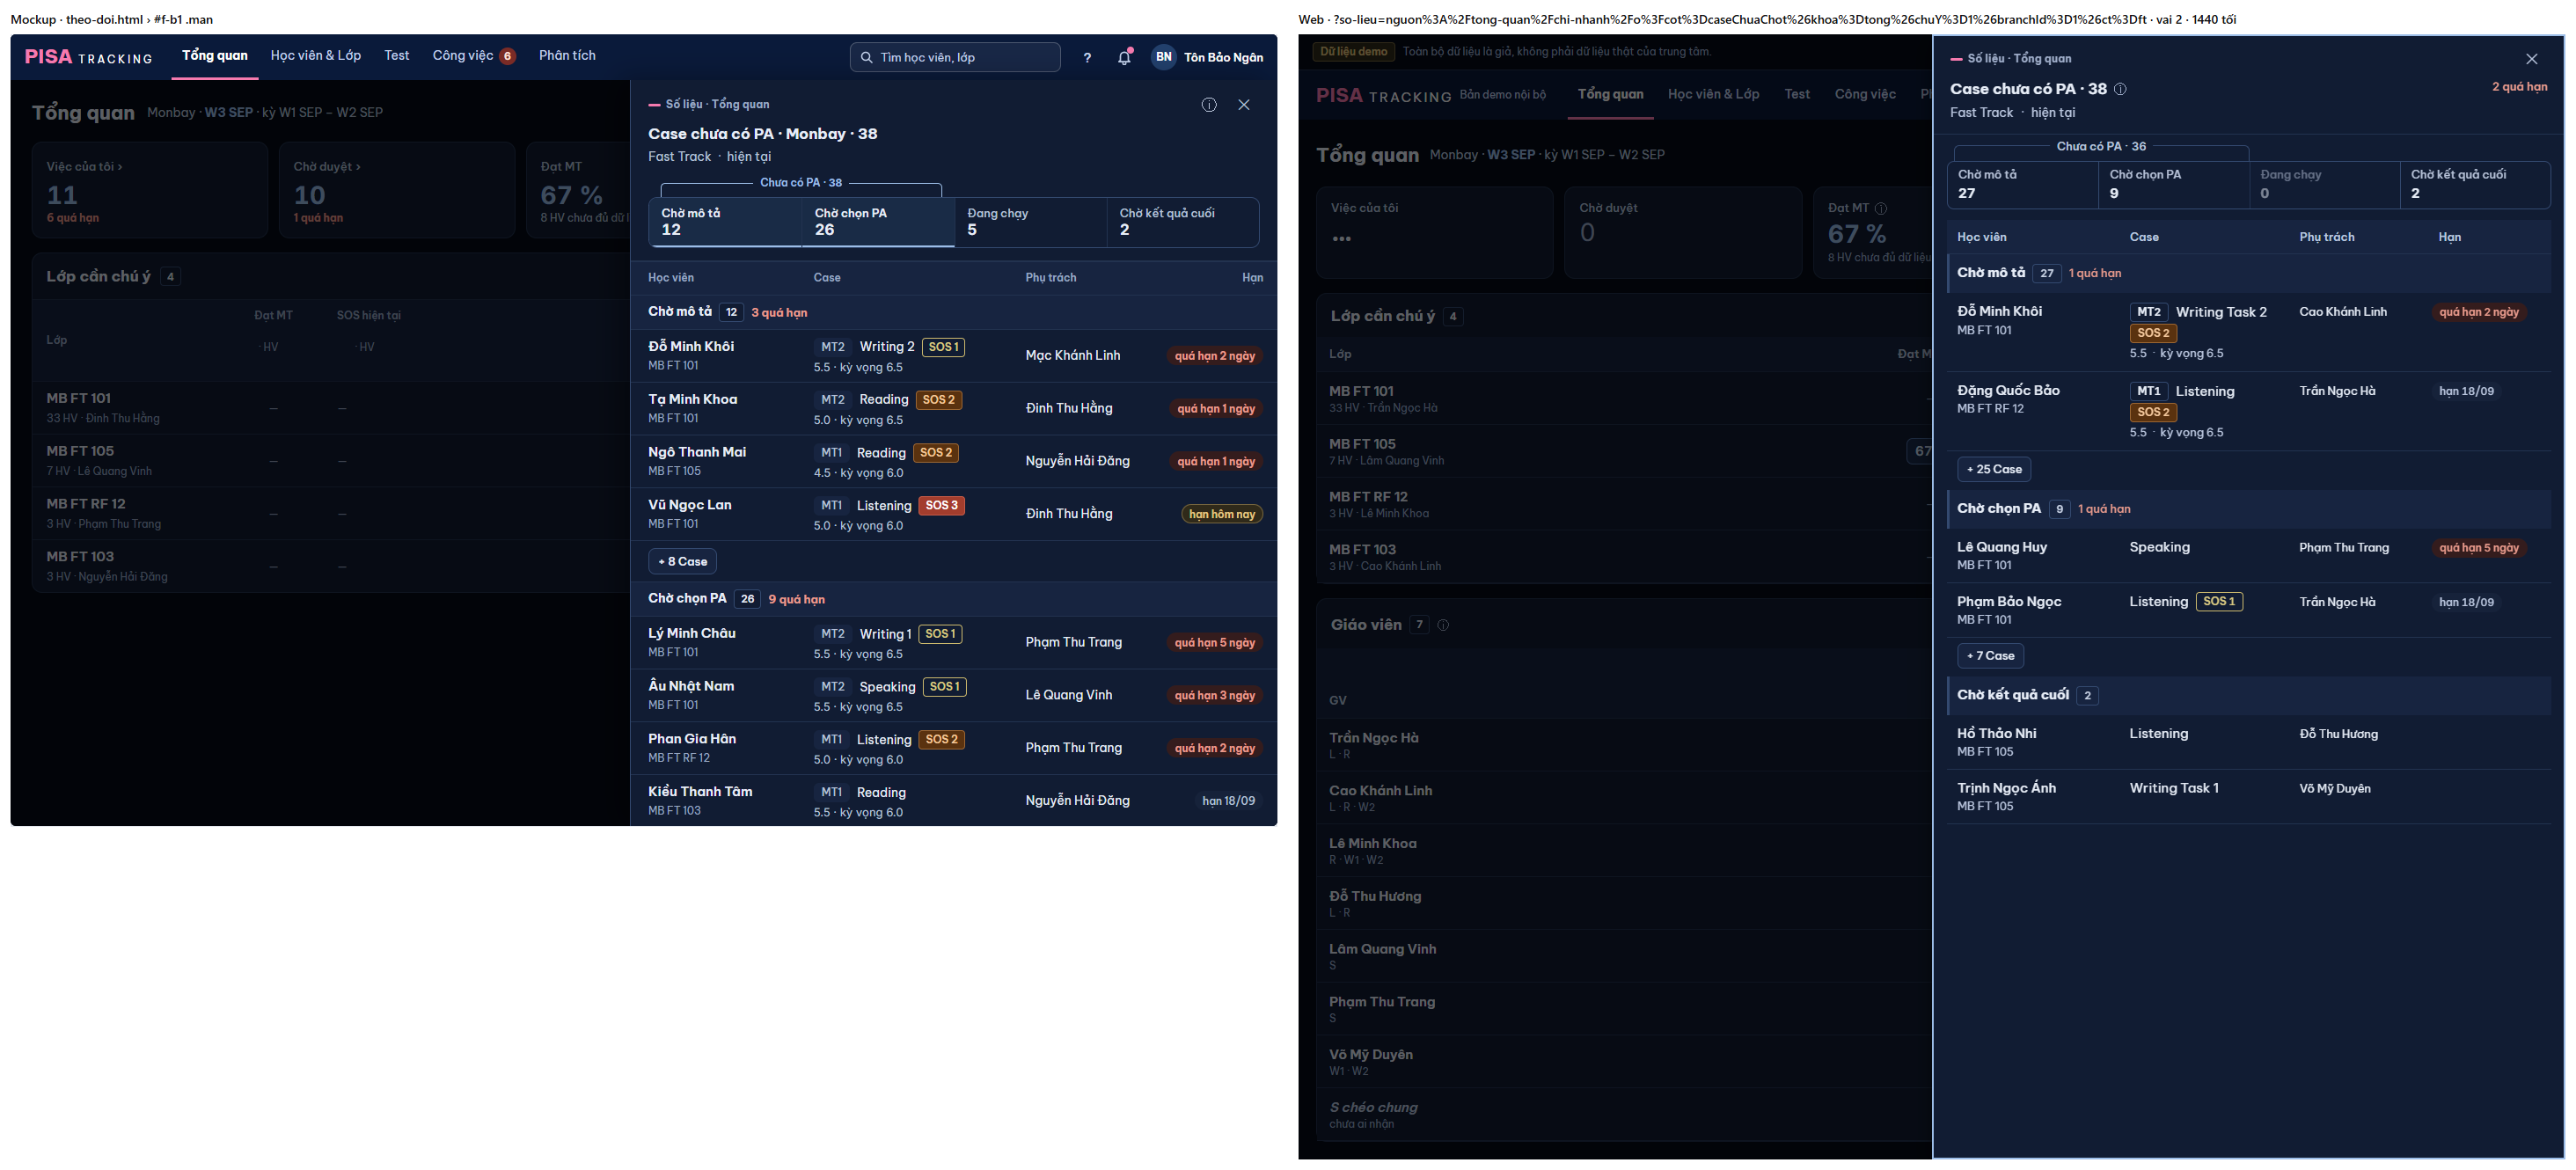 Mockup · theo-doi.html › #f-b1 .man
PISA TRACKING Tổng quan Học viên & Lớp Test Công việc 6 Phân tích Tìm học viên, lớp ? BN Tôn Bảo Ngân
Tổng quan Monbay · W3 SEP · kỳ W1 SEP – W2 SEP
Việc của tôi › Chờ duyệt › Đạt MT
11 10 67 %
6 quá hạn 1 quá hạn 8 HV chưa đủ dữ l
Lớp cần chú ý 4
Đạt MT SOS hiện tại
Lớp · HV · HV
MB FT 101 — —
33 HV · Đinh Thu Hằng
MB FT 105 — —
7 HV · Lê Quang Vinh
MB FT RF 12 — —
3 HV · Phạm Thu Trang
MB FT 103 — —
3 HV · Nguyễn Hải Đăng
Số liệu · Tổng quan
Case chưa có PA · Monbay · 38
Fast Track · hiện tại
Chưa có PA · 38
Chờ mô tả Chờ chọn PA Đang chạy Chờ kết quả cuối
12 26 5 2
Học viên Case Phụ trách Hạn
Chờ mô tả 12 3 quá hạn
Đỗ Minh Khôi MT2 Writing 2 SOS 1 Mạc Khánh Linh quá hạn 2 ngày
MB FT 101 5.5 · kỳ vọng 6.5
Tạ Minh Khoa MT2 Reading SOS 2 Đinh Thu Hằng quá hạn 1 ngày
MB FT 101 5.0 · kỳ vọng 6.5
Ngô Thanh Mai MT1 Reading SOS 2 Nguyễn Hải Đăng quá hạn 1 ngày
MB FT 105 4.5 · kỳ vọng 6.0
Vũ Ngọc Lan MT1 Listening SOS 3 Đinh Thu Hằng hạn hôm nay
MB FT 101 5.0 · kỳ vọng 6.0
+ 8 Case
Chờ chọn PA 26 9 quá hạn
Lý Minh Châu MT2 Writing 1 SOS 1 Phạm Thu Trang quá hạn 5 ngày
MB FT 101 5.5 · kỳ vọng 6.5
Âu Nhật Nam MT2 Speaking SOS 1 Lê Quang Vinh quá hạn 3 ngày
MB FT 101 5.5 · kỳ vọng 6.5
Phan Gia Hân MT1 Listening SOS 2 Phạm Thu Trang quá hạn 2 ngày
MB FT RF 12 5.0 · kỳ vọng 6.0
Kiều Thanh Tâm MT1 Reading Nguyễn Hải Đăng hạn 18/09
MB FT 103 5.5 · kỳ vọng 6.0
Web · ?so-lieu=nguon%3A%2Ftong-quan%2Fchi-nhanh%2Fo%3Fcot%3DcaseChuaChot%26khoa%3Dtong%26chuY%3D1%26branchId%3D1%26ct%3Dft · vai 2 · 1440 tối
Dữ liệu demo Toàn bộ dữ liệu là giả, không phải dữ liệu thật của trung tâm.
PISA TRACKING Bản demo nội bộ Tổng quan Học viên & Lớp Test Công việc Pl
Tổng quan Monbay · W3 SEP · kỳ W1 SEP – W2 SEP
Việc của tôi Chờ duyệt Đạt MT
... 0 67 %
8 HV chưa đủ dữ liệu
Lớp cần chú ý 4
Lớp Đạt M
MB FT 101
33 HV · Trần Ngọc Hà
MB FT 105 67
7 HV · Lâm Quang Vinh
MB FT RF 12
3 HV · Lê Minh Khoa
MB FT 103
3 HV · Cao Khánh Linh
Giáo viên 7
GV
Trần Ngọc Hà
L · R
Cao Khánh Linh
L · R · W2
Lê Minh Khoa
R · W1 · W2
Đỗ Thu Hương
L · R
Lâm Quang Vinh
S
Phạm Thu Trang
S
Võ Mỹ Duyên
W1 · W2
S chéo chung
chưa ai nhận
Số liệu · Tổng quan
Case chưa có PA · 38 2 quá hạn
Fast Track · hiện tại
Chưa có PA · 36
Chờ mô tả Chờ chọn PA Đang chạy Chờ kết quả cuối
27 9 0 2
Học viên Case Phụ trách Hạn
Chờ mô tả 27 1 quá hạn
Đỗ Minh Khôi MT2 Writing Task 2 Cao Khánh Linh quá hạn 2 ngày
MB FT 101 SOS 2
5.5 · kỳ vọng 6.5
Đặng Quốc Bảo MT1 Listening Trần Ngọc Hà hạn 18/09
MB FT RF 12 SOS 2
5.5 · kỳ vọng 6.5
+ 25 Case
Chờ chọn PA 9 1 quá hạn
Lê Quang Huy Speaking Phạm Thu Trang quá hạn 5 ngày
MB FT 101
Phạm Bảo Ngọc Listening SOS 1 Trần Ngọc Hà hạn 18/09
MB FT 101
+ 7 Case
Chờ kết quả cuối 2
Hồ Thảo Nhi Listening Đỗ Thu Hương
MB FT 105
Trịnh Ngọc Ánh Writing Task 1 Võ Mỹ Duyên
MB FT 105